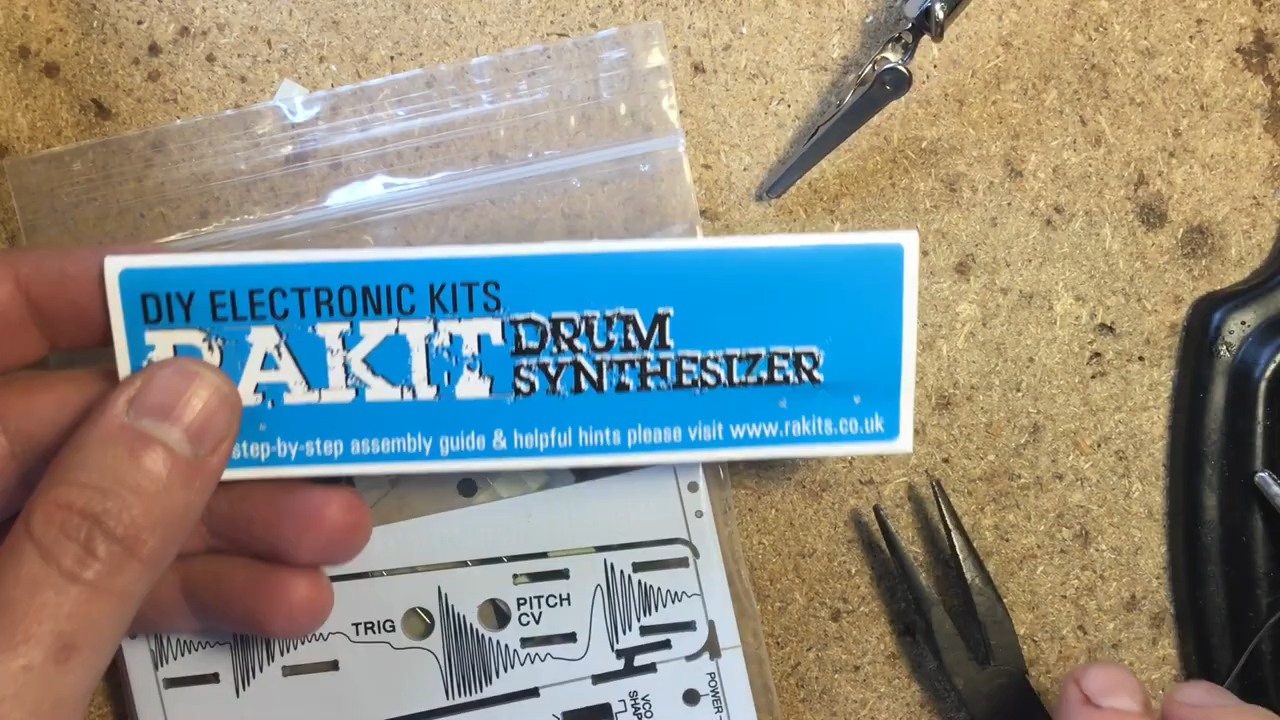 DIY ELECTRONIC KITS
RAKIT DRUM
SYNTHESIZER
step-by-step assembly guide & helpful hints please visit www.rakits.co.uk
TRIG
PITCH
CV
POWER
VCO